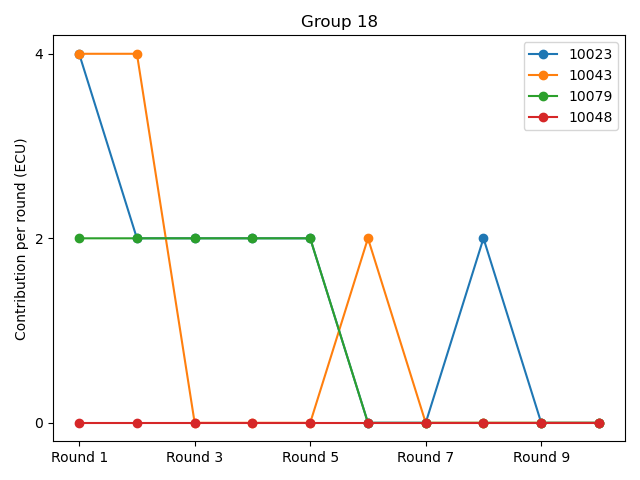 Group 18
Contribution per round (ECU)
4
2
0
10023
10043
10079
10048
Round 1
Round 3
Round 5
Round 7
Round 9